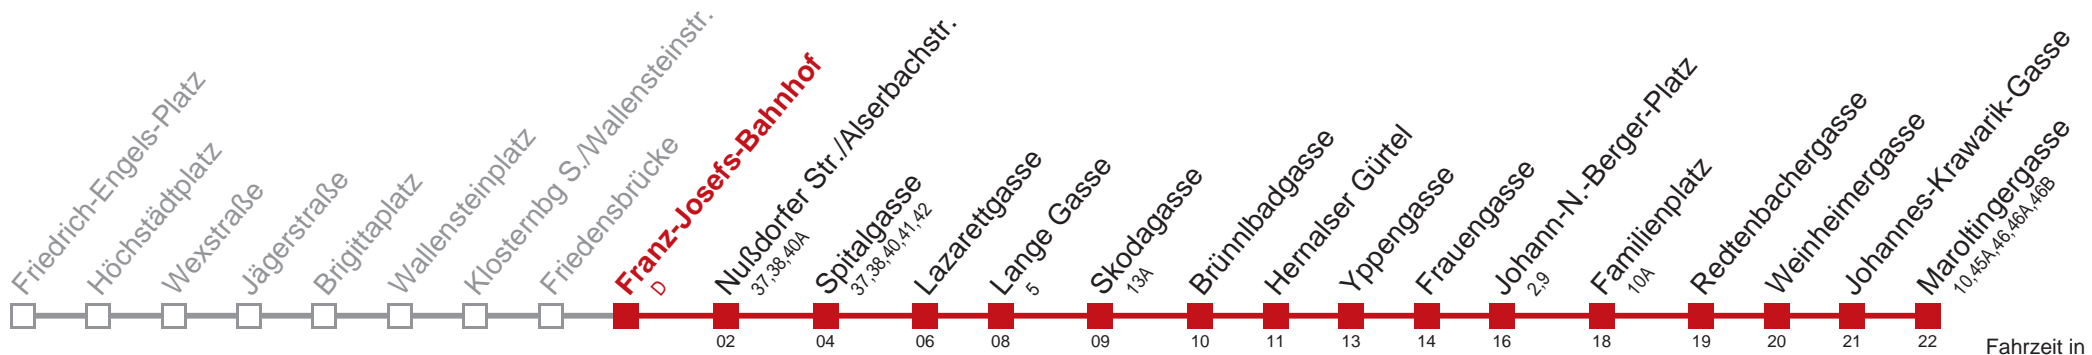 Friedrich-Engels-Platz
Höchstädtplatz
Wexstraße
Jägerstraße
Brigittaplatz
Wallensteinplatz
Klosternbg S./Wallensteinstr.
Friedensbrücke
Franz-Josefs-Bahnhof
D
Nußdorfer Str./Alserbachstr.
37,38,40A
Spitalgasse
37,38,40,41,42
Lazarettgasse
Lange Gasse
5
Skodagasse
13A
Brünnlbadgasse
Hernalser Gürtel
Yppengasse
Frauengasse
Johann-N.-Berger-Platz
2,9
Familienplatz
10A
Redtenbachergasse
Weinheimergasse
Johannes-Krawarik-Gasse
Maroltingergasse
10,45A,46,46A,46B
02 04 06 08 09 10 11 13 14 16 18 19 20 21 22
Fahrzeit in